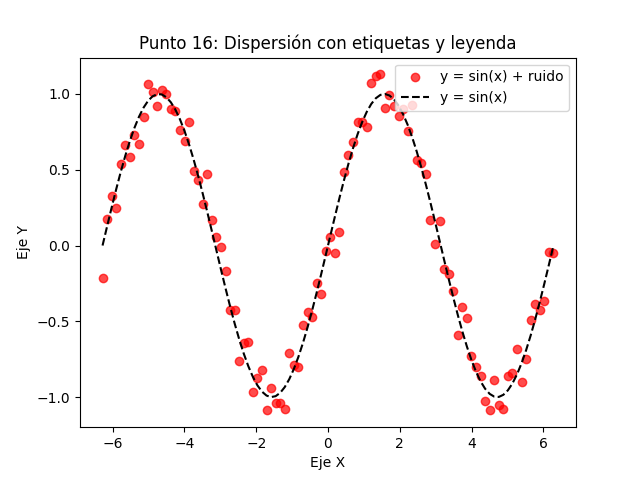 Punto 16: Dispersión con etiquetas y leyenda
y = sin(x) + ruido
y = sin(x)
Eje Y
1.0
0.5
0.0
−0.5
−1.0
−6 −4 −2 0 2 4 6
Eje X